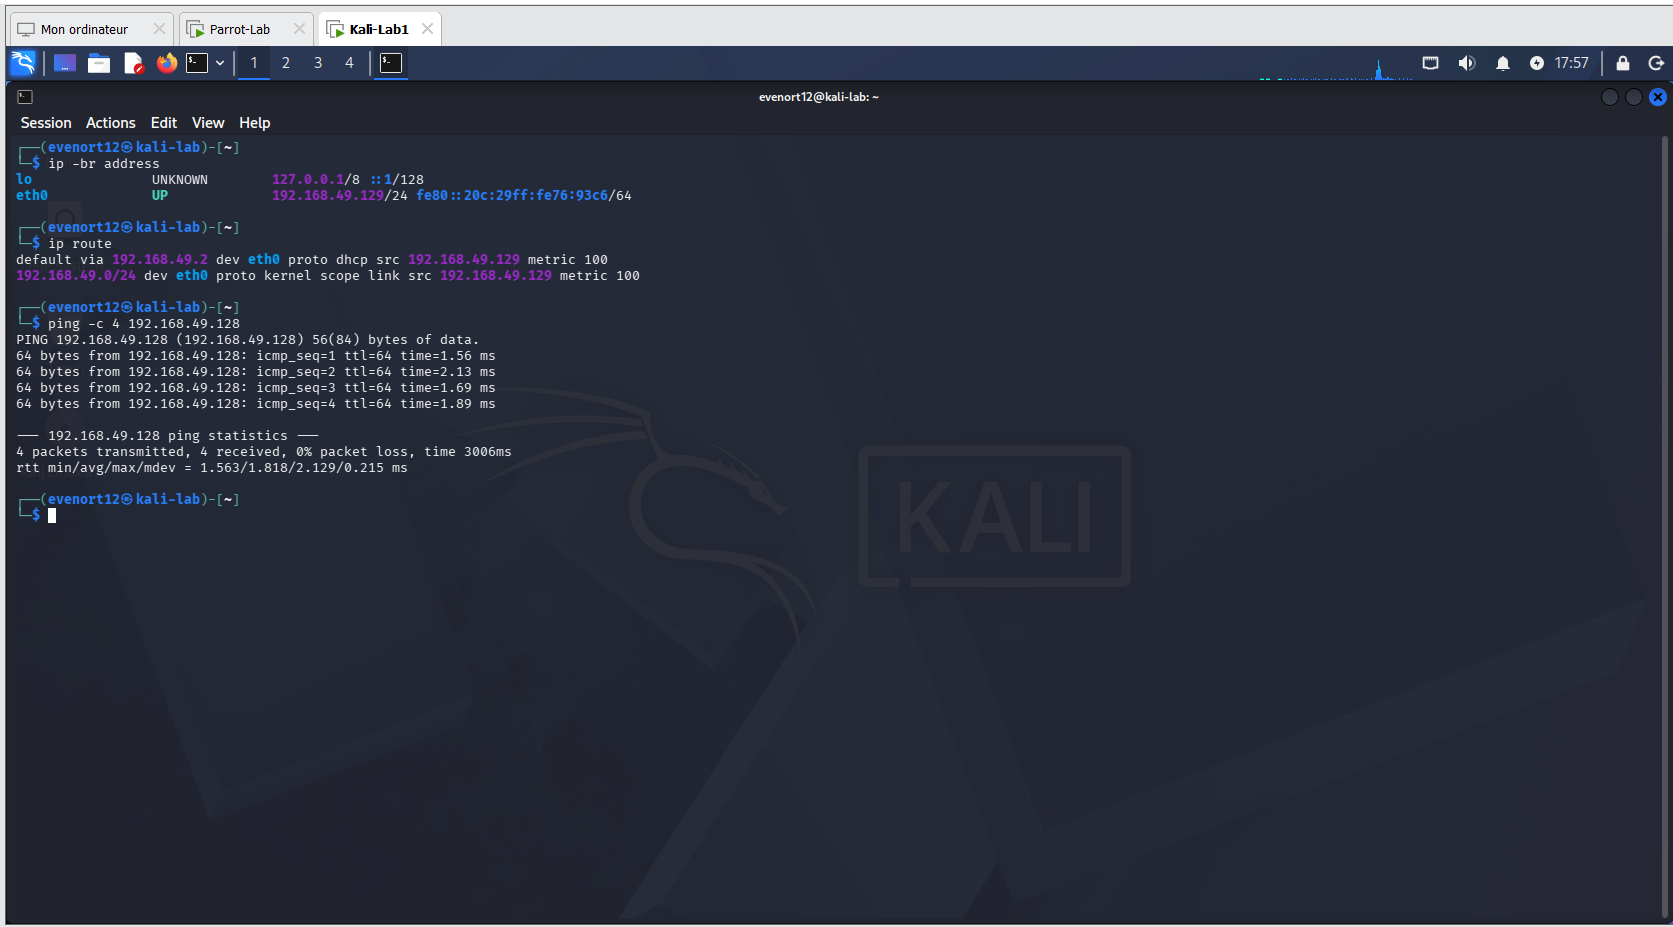 Mon ordinateur
Parrot-Lab
Kali-Lab1
1 2 3 4
17:57
evenort12@kali-lab: ~
Session Actions Edit View Help
┌──(evenort12㉿kali-lab)-[~]
└─$ ip -br address
lo UNKNOWN 127.0.0.1/8 ::1/128
eth0 UP 192.168.49.129/24 fe80::20c:29ff:fe76:93c6/64
┌──(evenort12㉿kali-lab)-[~]
└─$ ip route
default via 192.168.49.2 dev eth0 proto dhcp src 192.168.49.129 metric 100
192.168.49.0/24 dev eth0 proto kernel scope link src 192.168.49.129 metric 100
┌──(evenort12㉿kali-lab)-[~]
└─$ ping -c 4 192.168.49.128
PING 192.168.49.128 (192.168.49.128) 56(84) bytes of data.
64 bytes from 192.168.49.128: icmp_seq=1 ttl=64 time=1.56 ms
64 bytes from 192.168.49.128: icmp_seq=2 ttl=64 time=2.13 ms
64 bytes from 192.168.49.128: icmp_seq=3 ttl=64 time=1.69 ms
64 bytes from 192.168.49.128: icmp_seq=4 ttl=64 time=1.89 ms
--- 192.168.49.128 ping statistics ---
4 packets transmitted, 4 received, 0% packet loss, time 3006ms
rtt min/avg/max/mdev = 1.563/1.818/2.129/0.215 ms
┌──(evenort12㉿kali-lab)-[~]
└─$
KALI